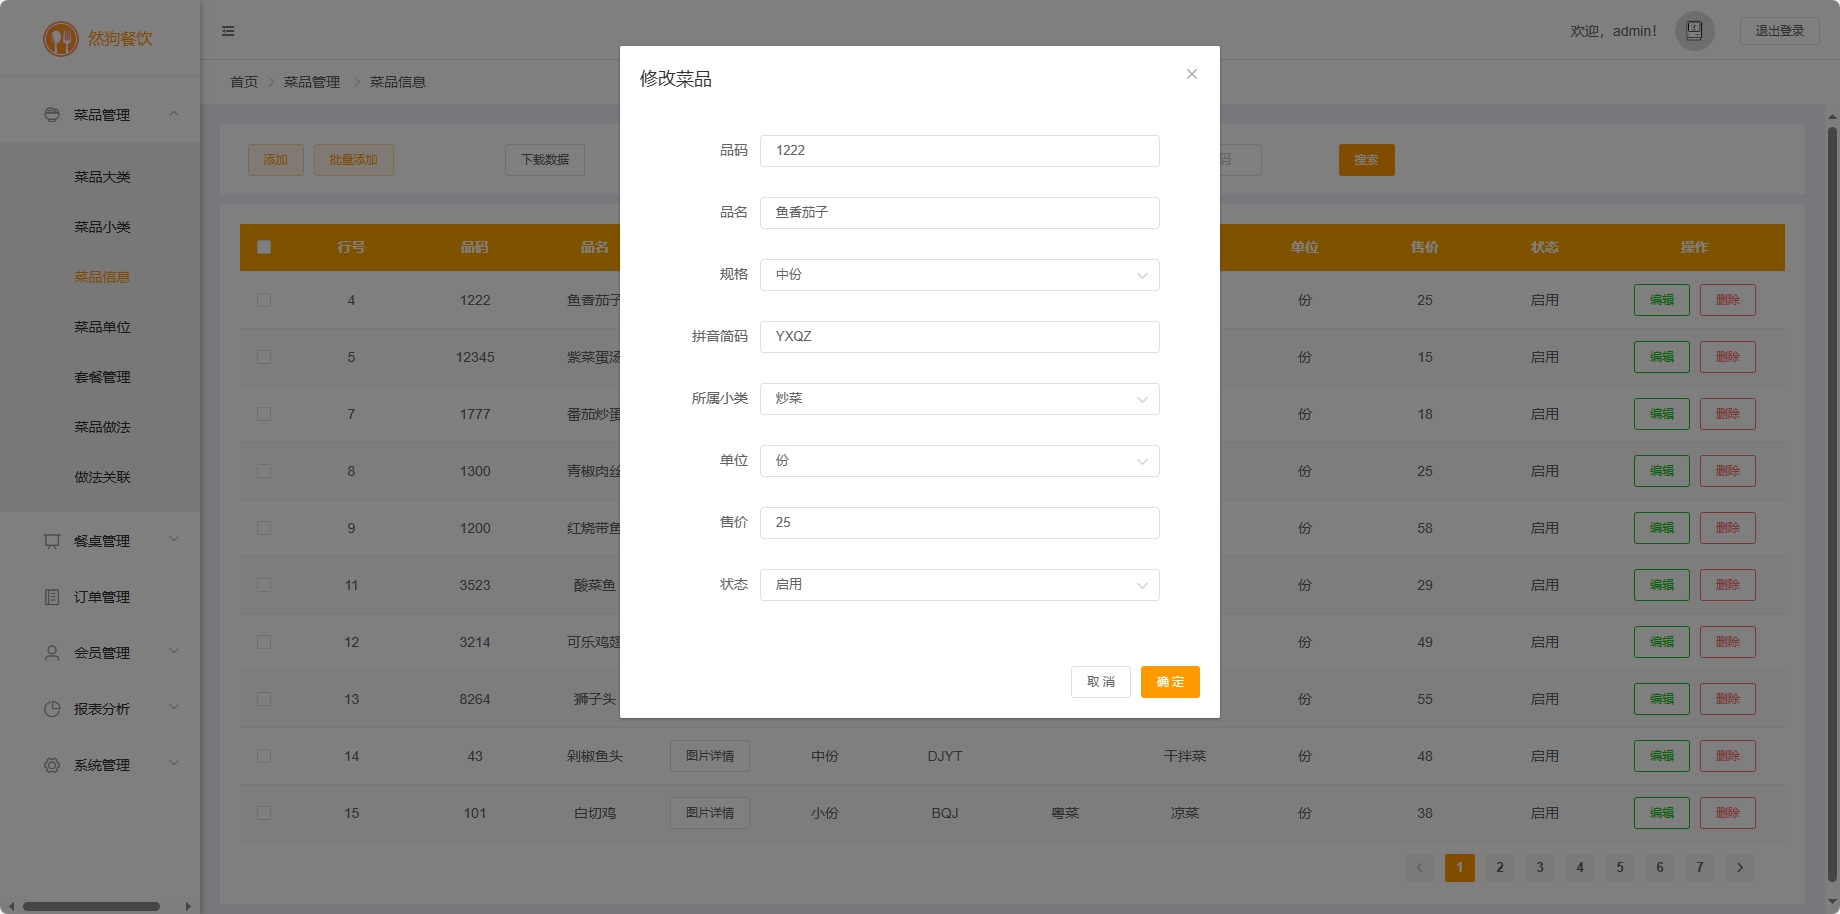 然狗餐饮
欢迎，admin！
退出登录
首页 > 菜品管理 > 菜品信息
菜品管理
菜品大类
菜品小类
菜品信息
菜品单位
套餐管理
菜品做法
做法关联
餐桌管理
订单管理
会员管理
报表分析
系统管理
添加 批量添加 下载数据 码 搜索
行号 品码 品名 单位 售价 状态 操作
4 1222 鱼香茄子 份 25 启用 编辑 删除
5 12345 紫菜蛋汤 份 15 启用 编辑 删除
7 1777 番茄炒蛋 份 18 启用 编辑 删除
8 1300 青椒肉丝 份 25 启用 编辑 删除
9 1200 红烧带鱼 份 58 启用 编辑 删除
11 3523 酸菜鱼 份 29 启用 编辑 删除
12 3214 可乐鸡翅 份 49 启用 编辑 删除
13 8264 狮子头 份 55 启用 编辑 删除
14 43 剁椒鱼头 图片详情 中份 DJYT 干拌菜 份 48 启用 编辑 删除
15 101 白切鸡 图片详情 小份 BQJ 粤菜 凉菜 份 38 启用 编辑 删除
1 2 3 4 5 6 7
修改菜品
品码 1222
品名 鱼香茄子
规格 中份
拼音简码 YXQZ
所属小类 炒菜
单位 份
售价 25
状态 启用
取 消 确 定